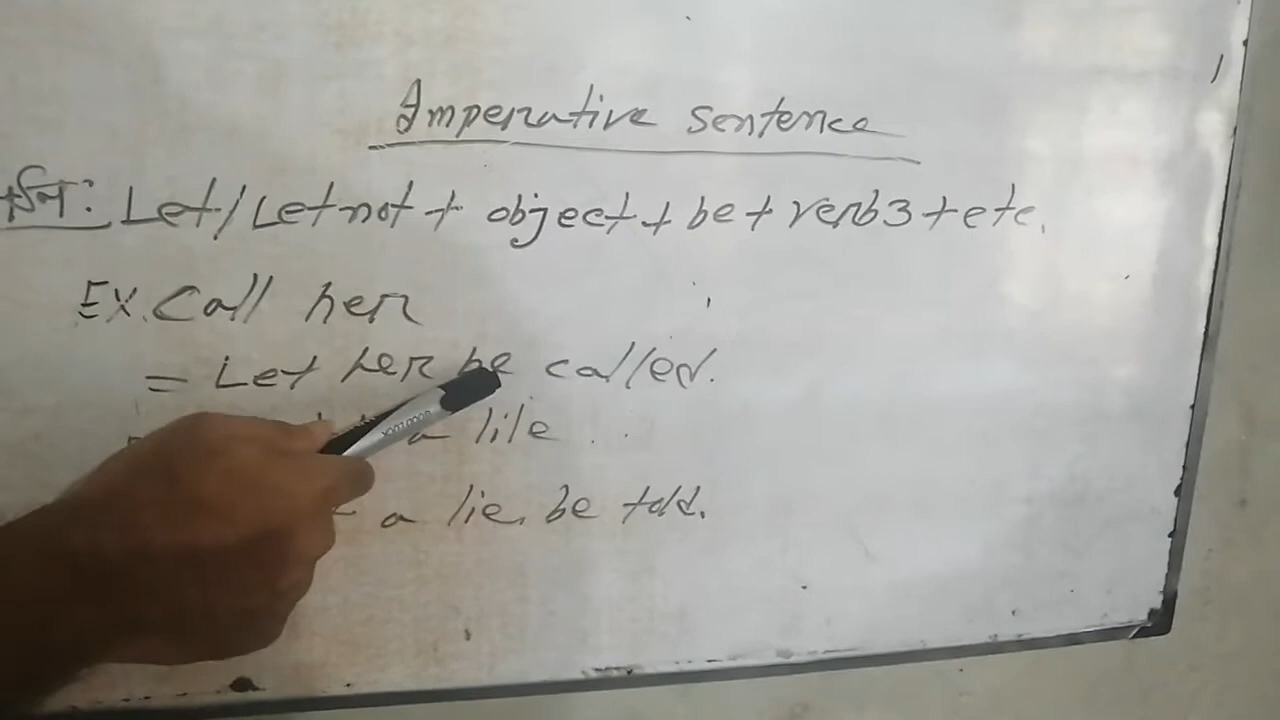 Imperative Sentence
Let/Let not + object + be + verb3 + etc.
EX. Call her
= Let her be called.
a lile
a lie be told.